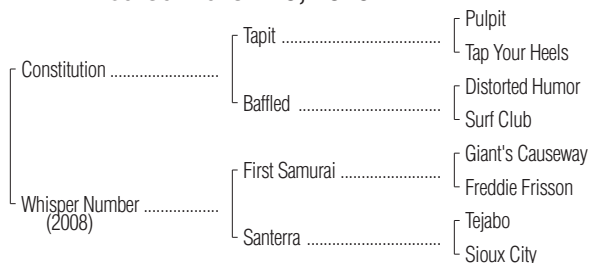 Pulpit
Tapit
Tap Your Heels
Constitution
Distorted Humor
Baffled
Surf Club
Giant's Causeway
First Samurai
Freddie Frisson
Whisper Number
(2008)
Tejabo
Santerra
Sioux City